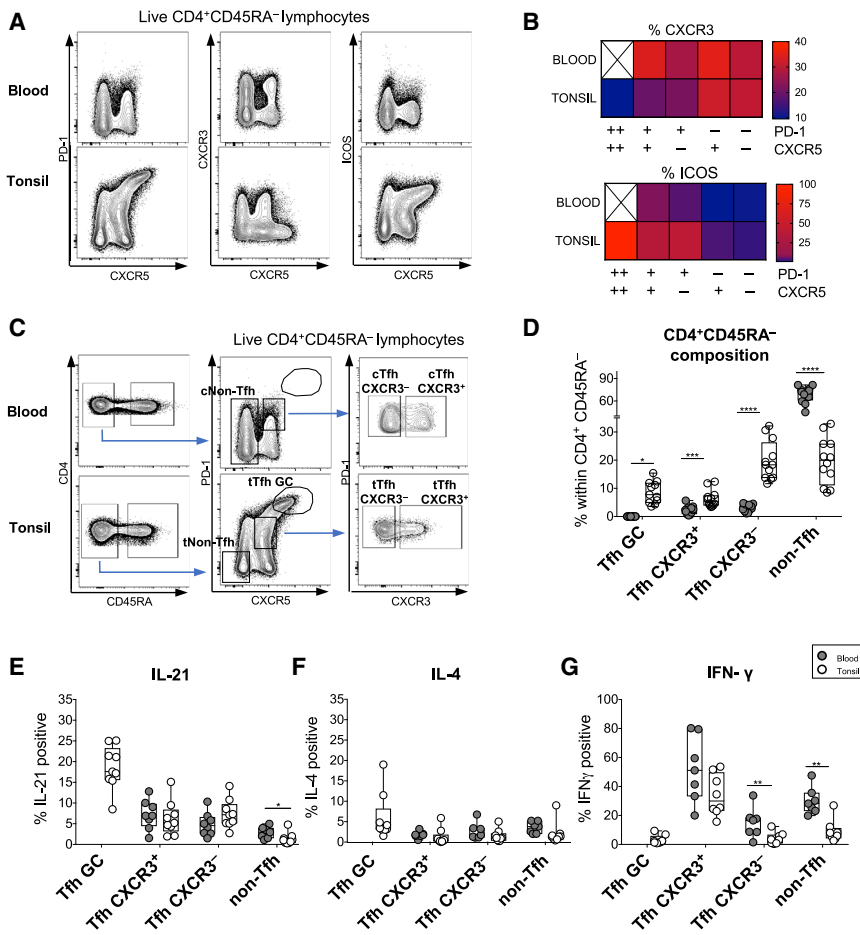 A
Live CD4⁺CD45RA⁻lymphocytes
Blood
PD-1
CXCR3
ICOS
Tonsil
CXCR5
CXCR5
CXCR5
B
% CXCR3
BLOOD
TONSIL
40
30
20
10
++ + + − − PD-1
++ + − + − CXCR5
% ICOS
BLOOD
TONSIL
100
75
50
25
++ + + − − PD-1
++ + − + − CXCR5
C
Live CD4⁺CD45RA⁻lymphocytes
Blood
CD4
cNon-Tfh
PD-1
cTfh cTfh
CXCR3⁻ CXCR3⁺
PD-1
Tonsil
tTfh GC
tNon-Tfh
tTfh tTfh
CXCR3⁻ CXCR3⁺
CD45RA
CXCR5
CXCR3
D
CD4⁺CD45RA⁻
composition
% within CD4⁺ CD45RA⁻
90
60
30
20
10
0
*
***
****
****
Tfh GC
Tfh CXCR3⁺
Tfh CXCR3⁻
non-Tfh
E
IL-21
% IL-21 positive
35
30
25
20
15
10
5
0
*
Tfh GC
Tfh CXCR3⁺
Tfh CXCR3⁻
non-Tfh
F
IL-4
% IL-4 positive
35
30
25
20
15
10
5
0
Tfh GC
Tfh CXCR3⁺
Tfh CXCR3⁻
non-Tfh
G
IFN- γ
Blood
Tonsil
% IFNγ positive
100
80
60
40
20
0
**
**
Tfh GC
Tfh CXCR3⁺
Tfh CXCR3⁻
non-Tfh